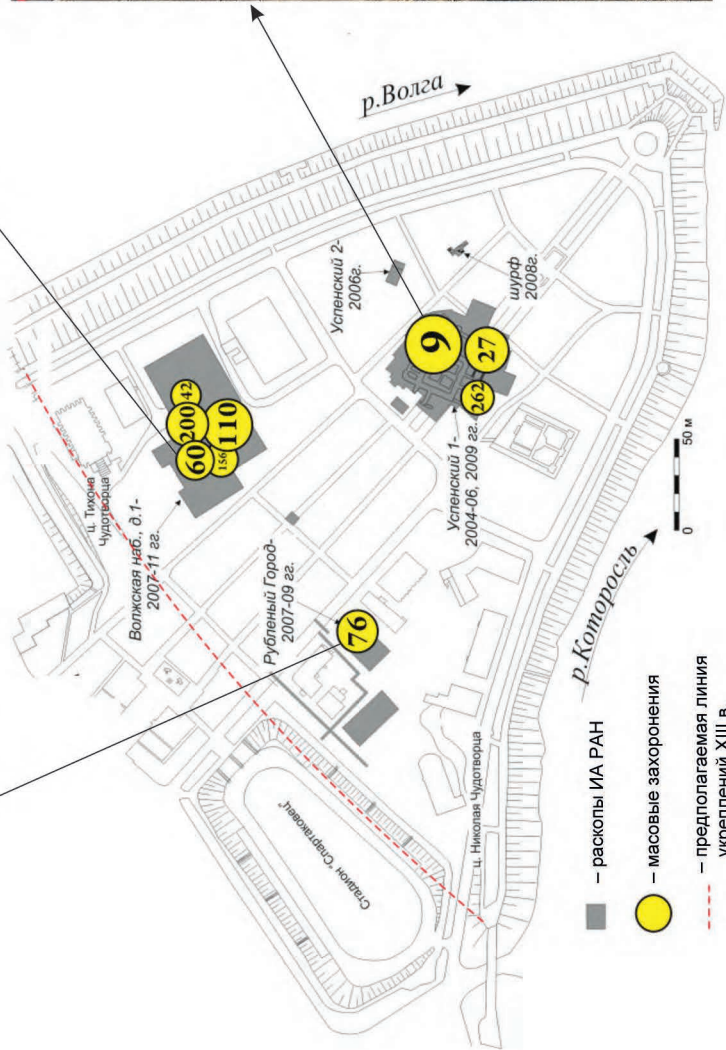 р.Волга
Успенский 2-
2006г.
шурф
2008г.
9
27
262
Успенский 1-
2004-06, 2009 гг.
42
200
110
60
156
ц. Тихона
Чудотворца
Волжская наб., д.1-
2007-11 гг.
Рубленый Город-
2007-09 гг.
76
Стадион "Спартаковец"
ц. Николая Чудотворца
р.Которосль
0 50 м
– раскопы ИА РАН
– массовые захоронения
– предполагаемая линия
укреплений XIII в.